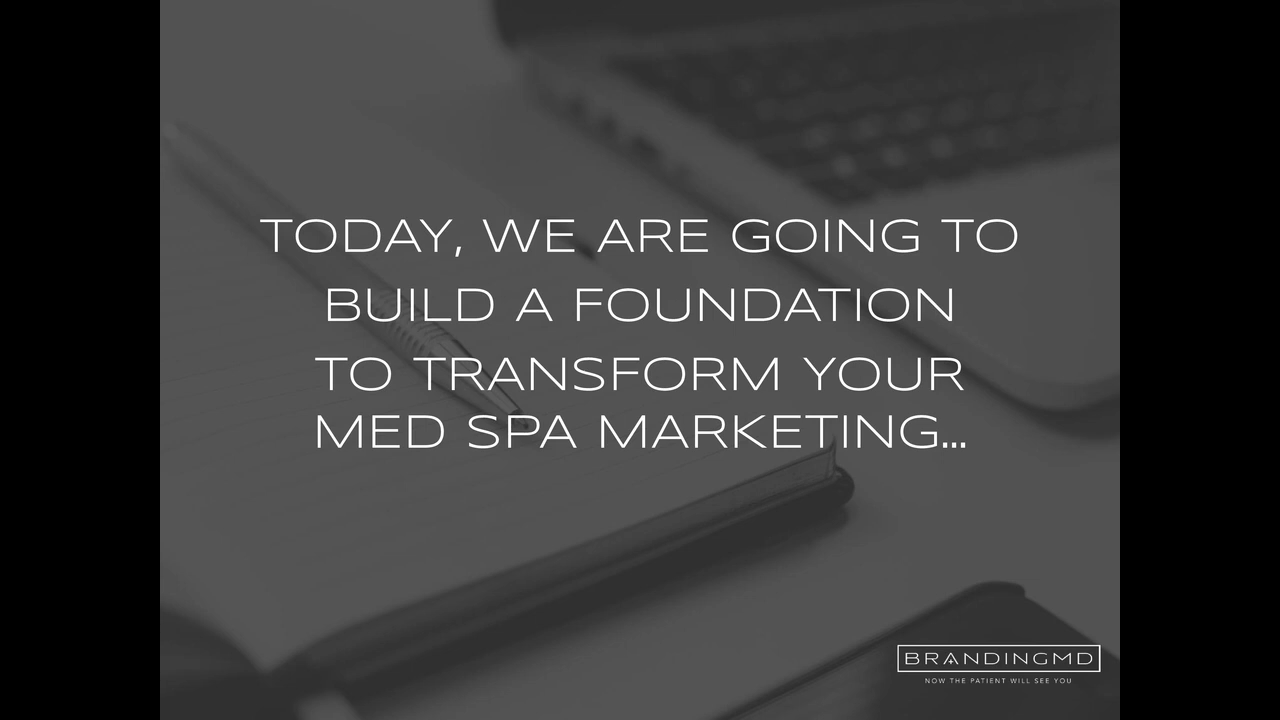 TODAY, WE ARE GOING TO
BUILD A FOUNDATION
TO TRANSFORM YOUR
MED SPA MARKETING...
BRANDINGMD
NOW THE PATIENT WILL SEE YOU